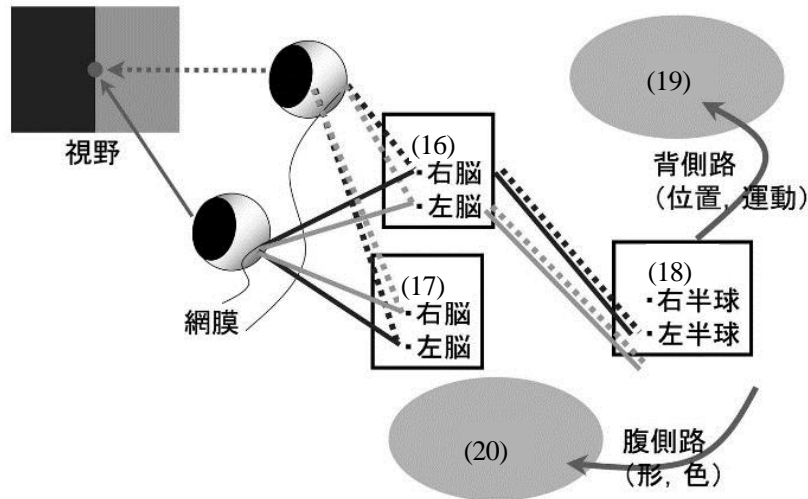 (19)
(16)
・右脳
・左脳
視野
背側路
(位置, 運動)
(17)
・右脳
・左脳
(18)
・右半球
・左半球
網膜
(20)
腹側路
(形, 色)